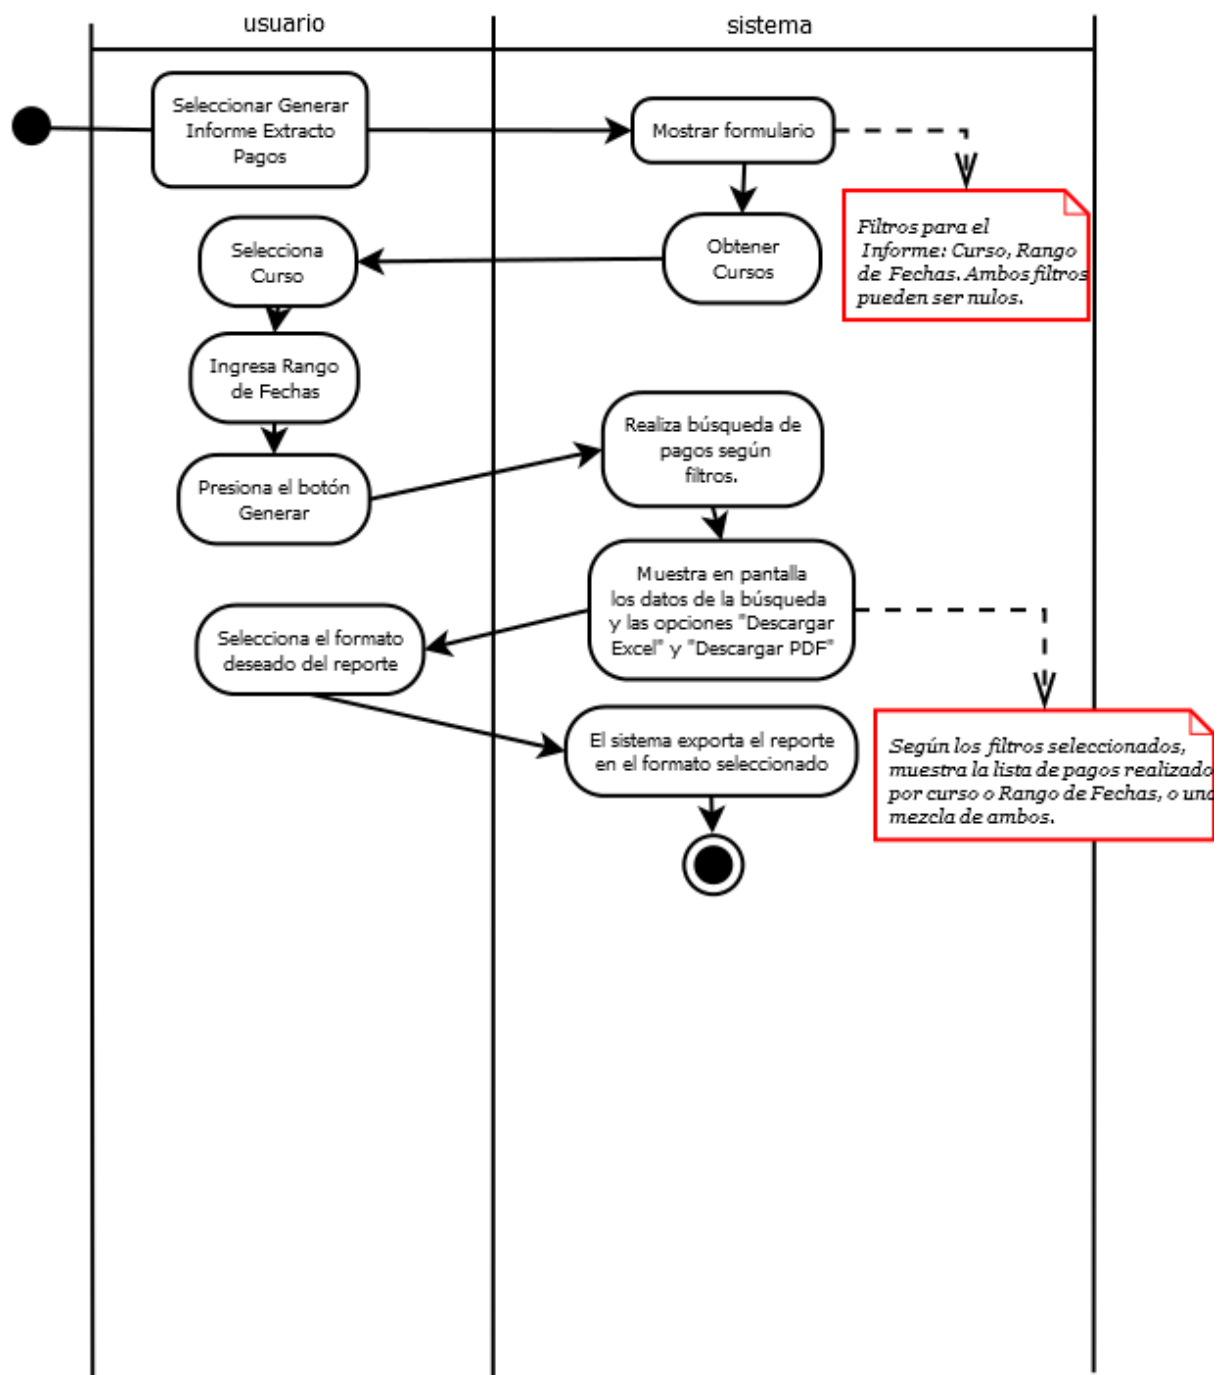 usuario
sistema
Seleccionar Generar
Informe Extracto
Pagos
Mostrar formulario
Filtros para el
Informe: Curso, Rango
de Fechas. Ambos filtros
pueden ser nulos.
Obtener
Cursos
Selecciona
Curso
Ingresa Rango
de Fechas
Presiona el botón
Generar
Realiza búsqueda de
pagos según
filtros.
Muestra en pantalla
los datos de la búsqueda
y las opciones "Descargar
Excel" y "Descargar PDF"
Selecciona el formato
deseado del reporte
El sistema exporta el reporte
en el formato seleccionado
Según los filtros seleccionados,
muestra la lista de pagos realizado
por curso o Rango de Fechas, o una
mezcla de ambos.